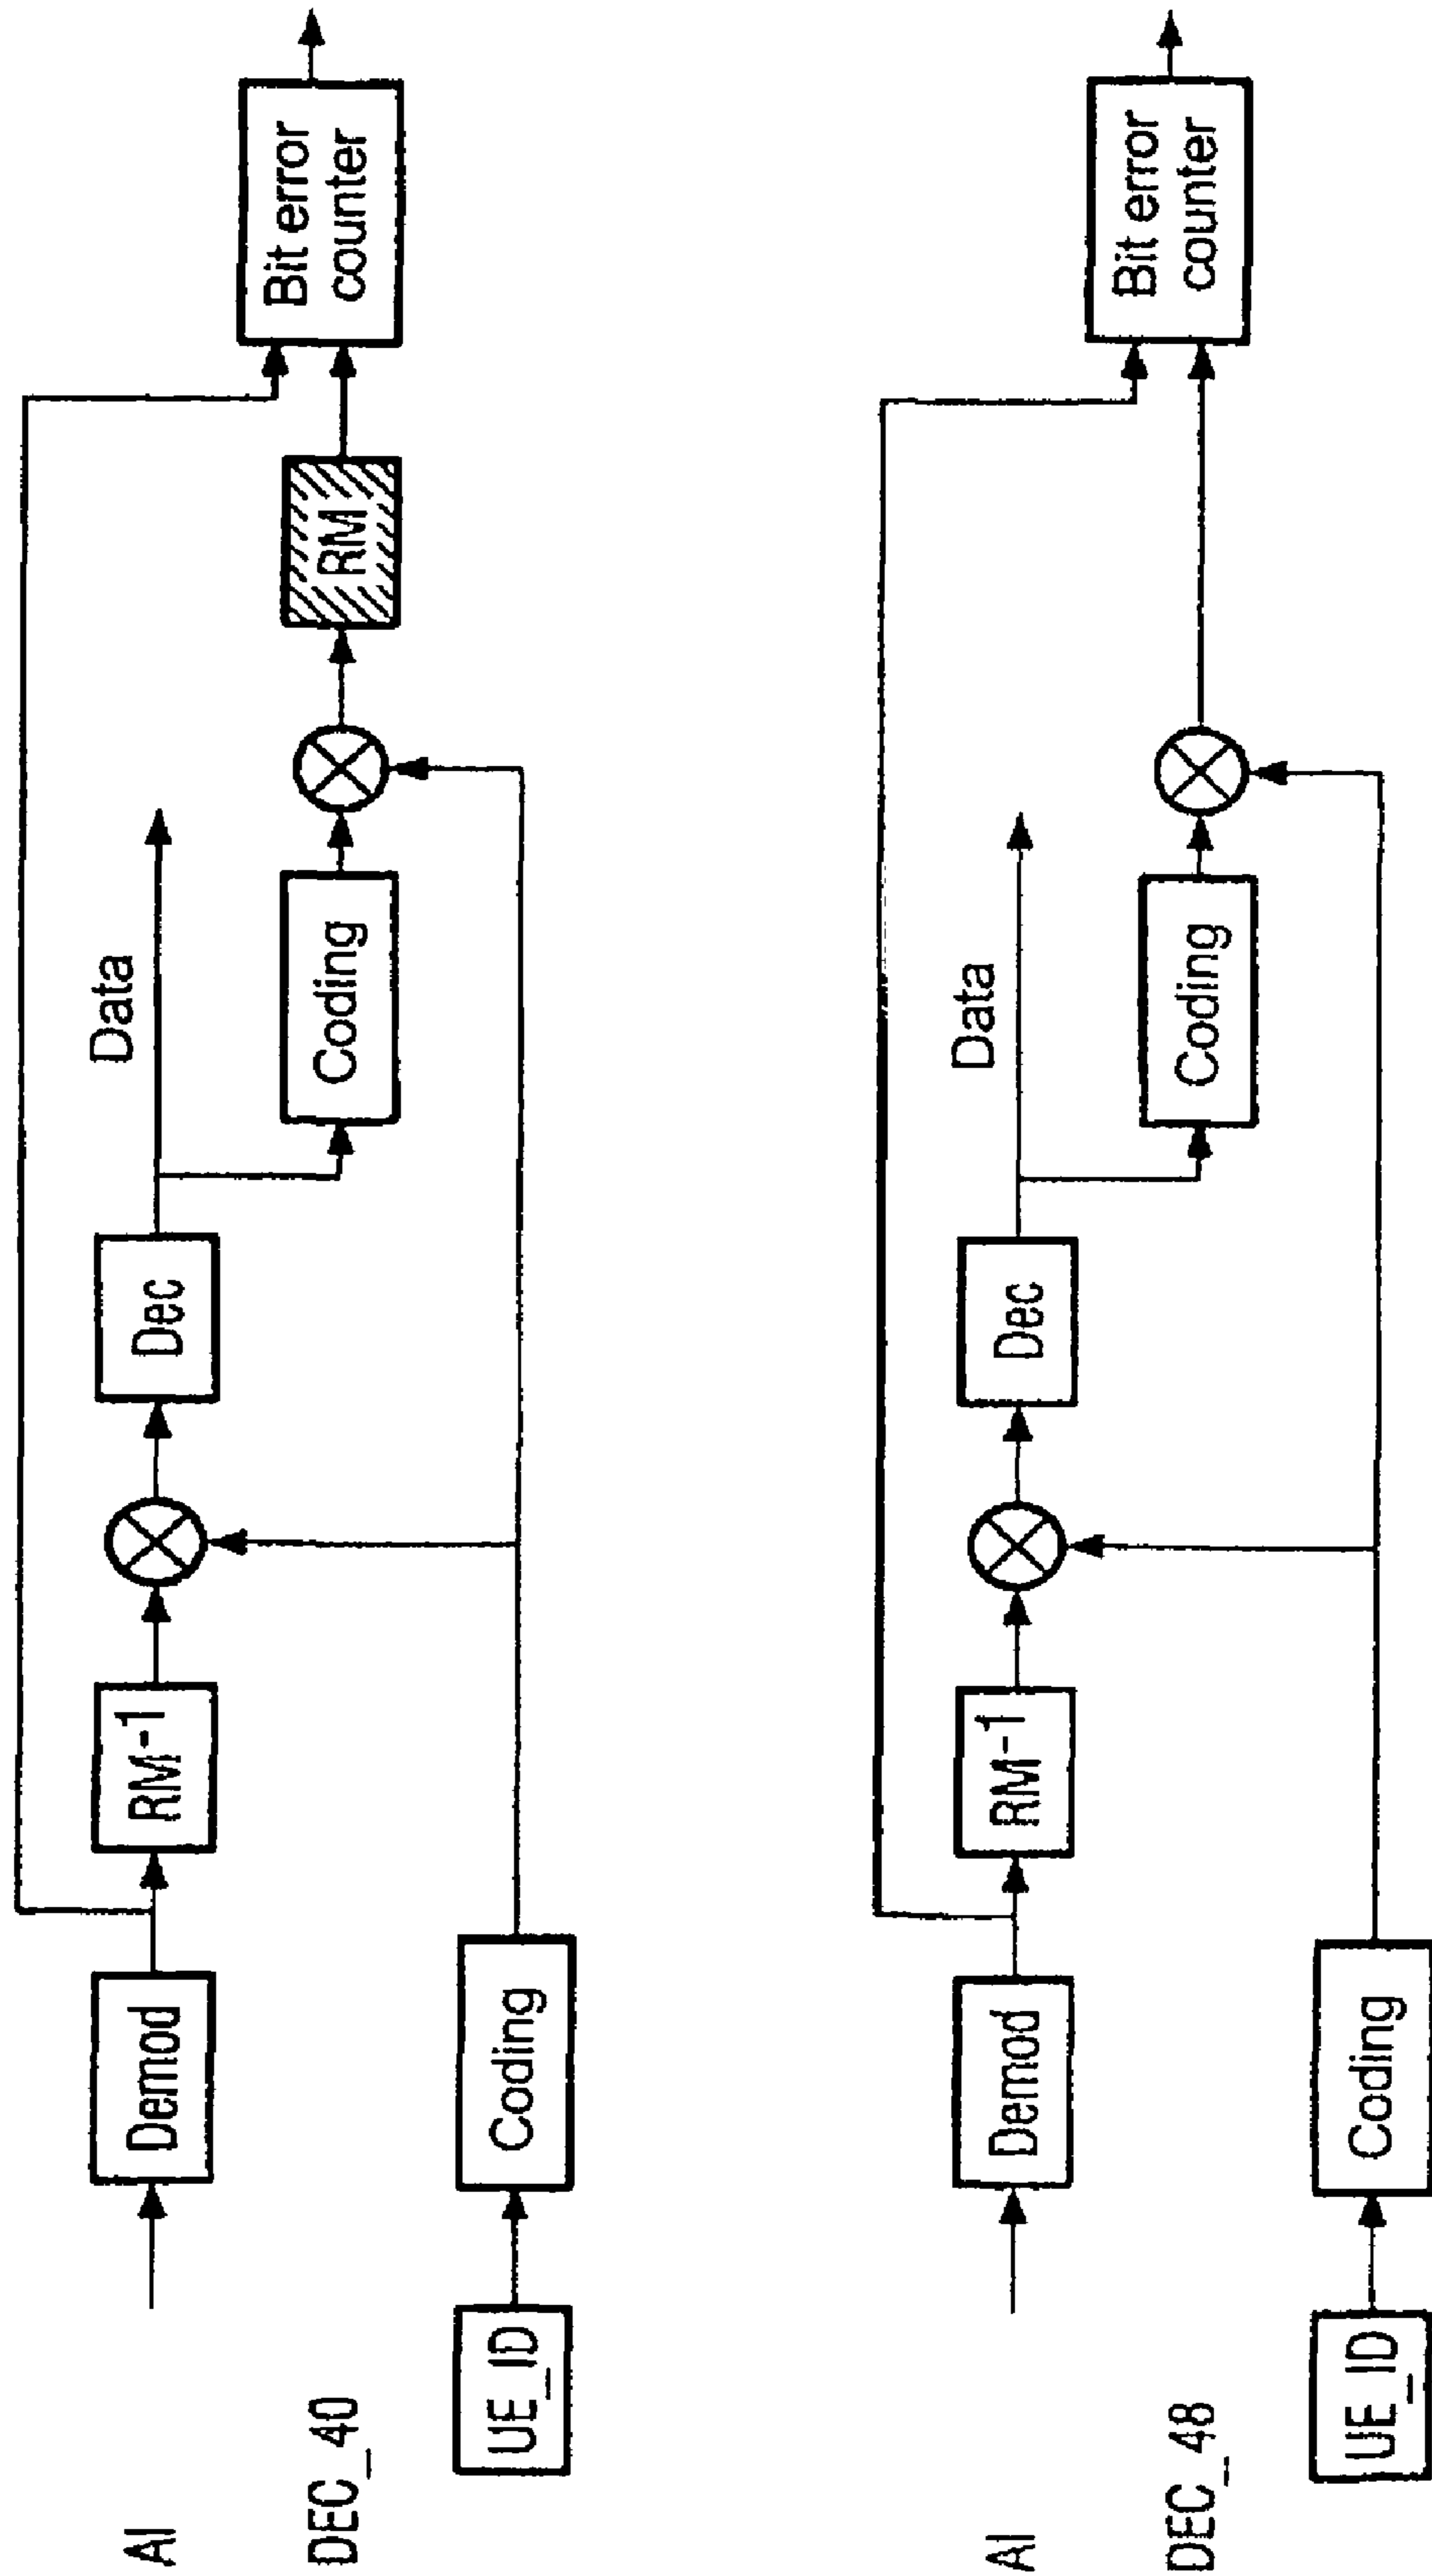 AI
Demod
RM-1
Dec
Data
DEC_40
Coding
RM
Bit error
counter
UE_ID
Coding
AI
Demod
RM-1
Dec
Data
DEC_48
Coding
Bit error
counter
UE_ID
Coding